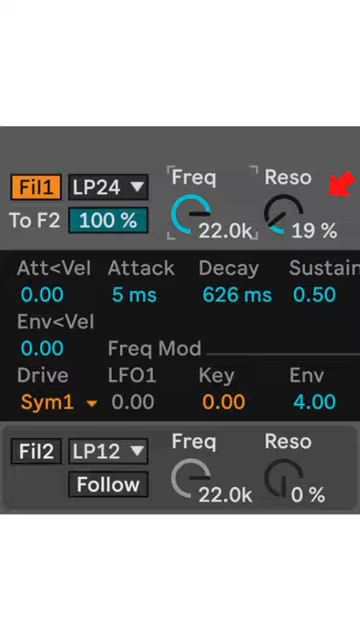 Freq Reso
Fil1 LP24
To F2 100 % 22.0k 19 %
Att<Vel Attack Decay Sustain
0.00 5 ms 626 ms 0.50
Env<Vel
0.00 Freq Mod
Drive LFO1 Key Env
Sym1 0.00 0.00 4.00
Freq Reso
Fil2 LP12
Follow 22.0k 0 %